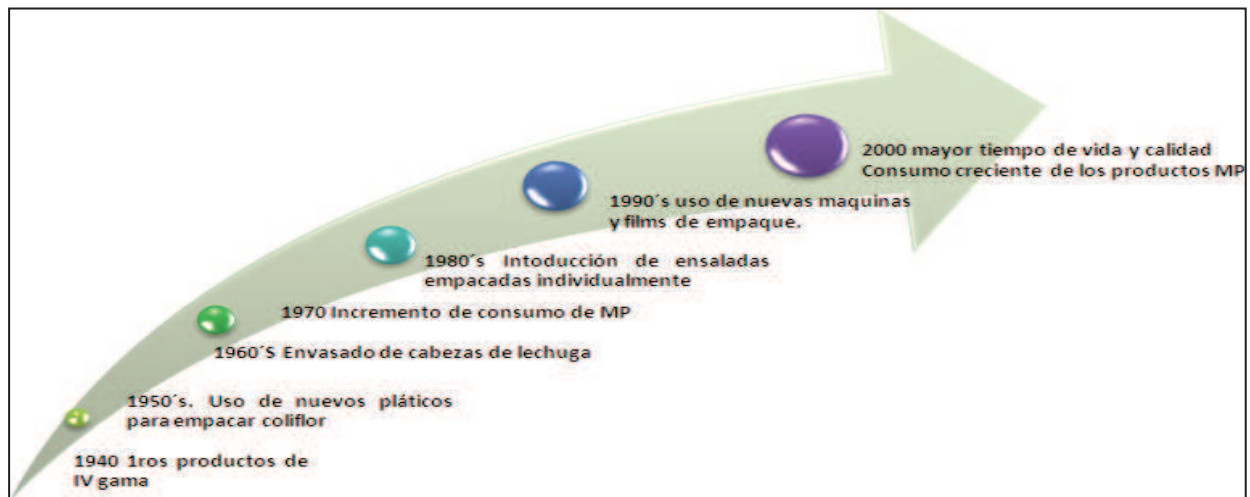 2000 mayor tiempo de vida y calidad
Consumo creciente de los productos MP
1990´s uso de nuevas maquinas
y films de empaque.
1980´s Intoducción de ensaladas
empacadas individualmente
1970 Incremento de consumo de MP
1960´S Envasado de cabezas de lechuga
1950´s. Uso de nuevos pláticos
para empacar coliflor
1940 1ros productos de
IV gama